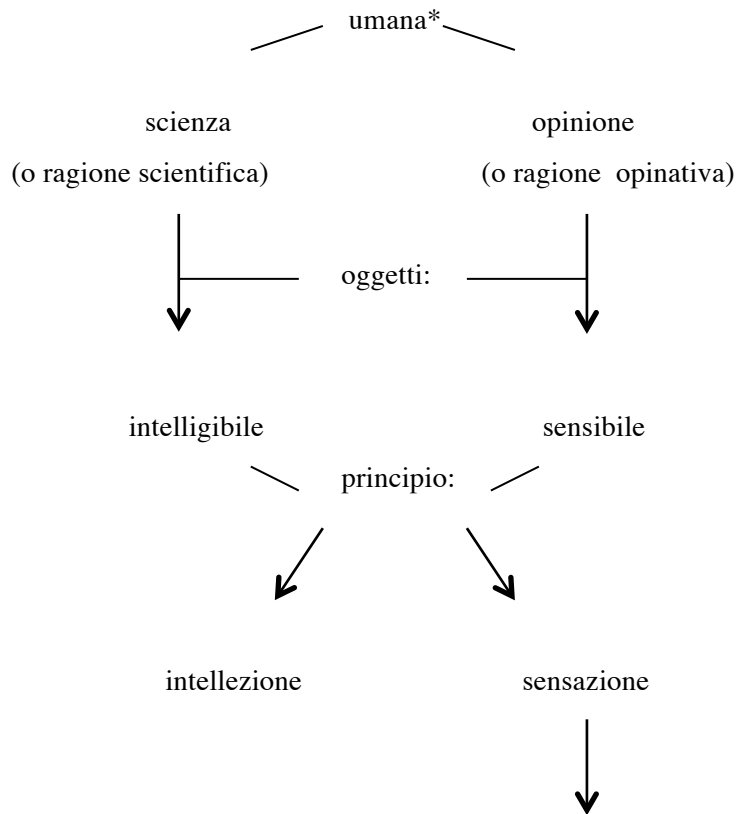 umana*
scienza opinione
(o ragione scientifica) (o ragione opinativa)
oggetti:
intelligibile sensibile
principio:
intellezione sensazione